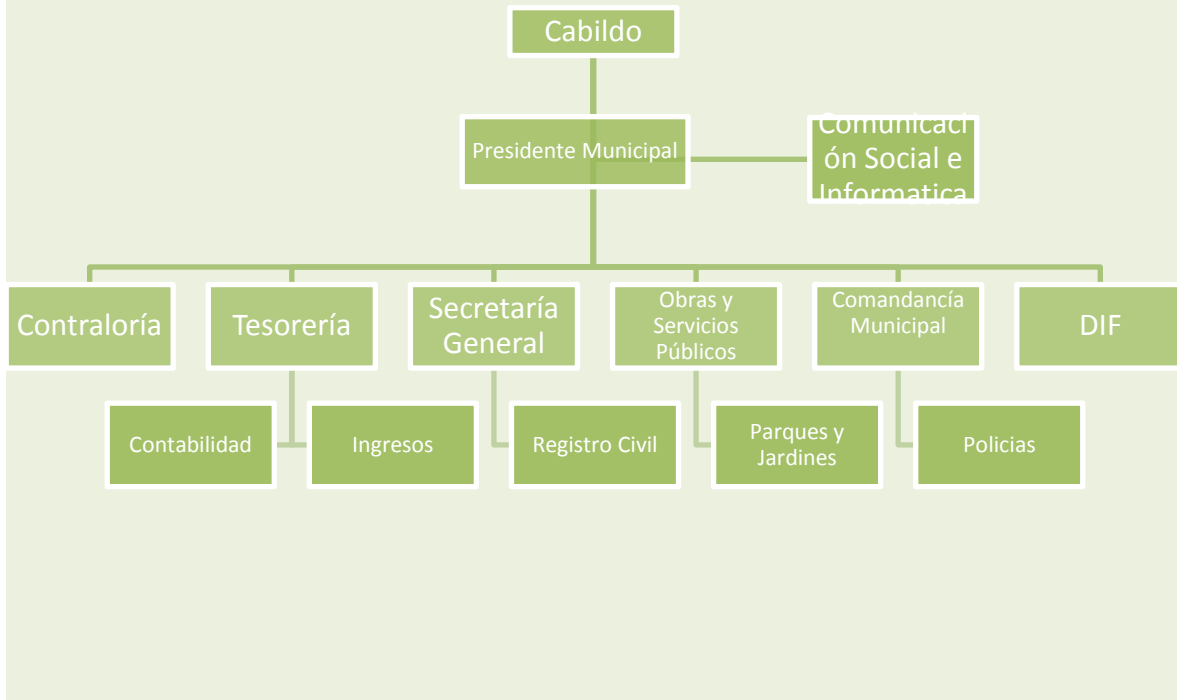 Cabildo
Presidente Municipal
Comunicaci
ón Social e
Informatica
Contraloría
Tesorería
Secretaría
General
Obras y
Servicios
Públicos
Comandancía
Municipal
DIF
Contabilidad
Ingresos
Registro Civil
Parques y
Jardines
Policias